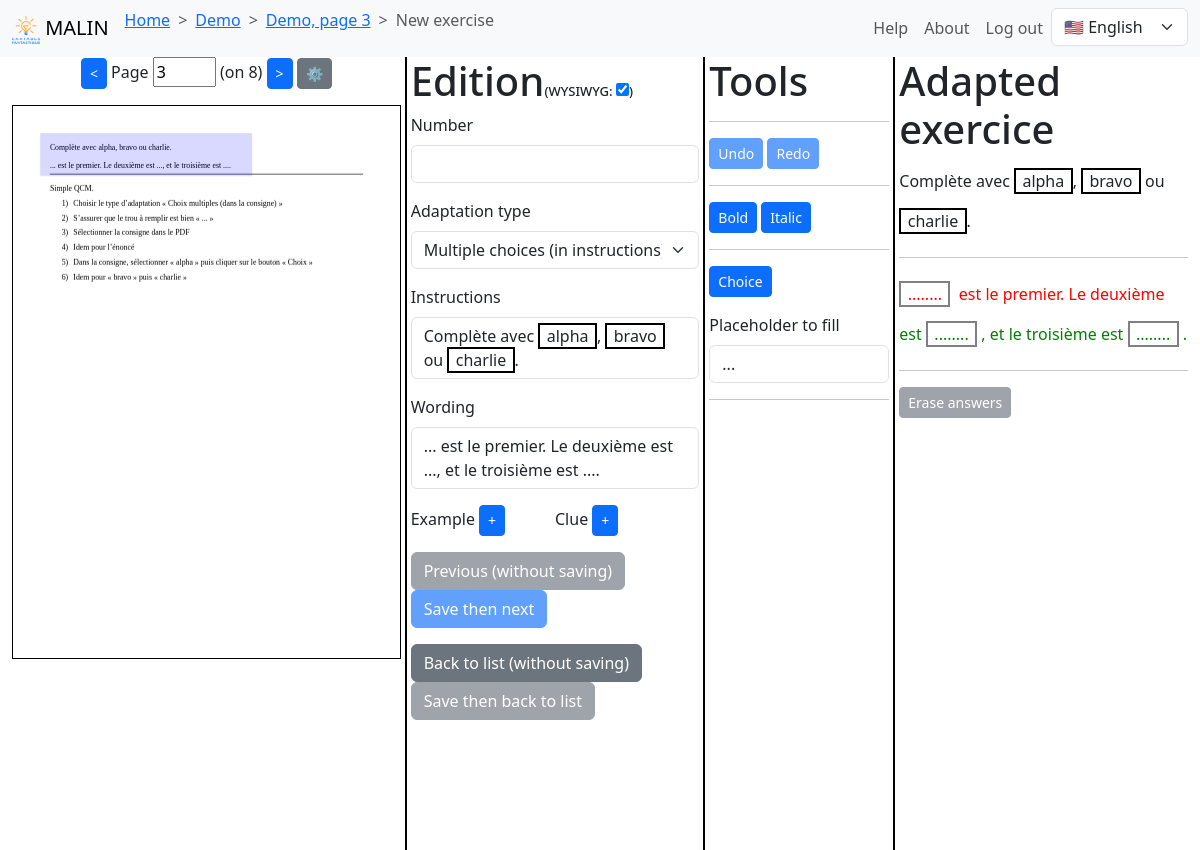 MALIN
Home > Demo > Demo, page 3 > New exercise
Help About Log out 🇺🇸 English
< Page 3 (on 8) > ⚙️
Complète avec alpha, bravo ou charlie.
... est le premier. Le deuxième est ..., et le troisième est ....
Simple QCM.
1) Choisir le type d’adaptation « Choix multiples (dans la consigne) »
2) S’assurer que le trou à remplir est bien « ... »
3) Sélectionner la consigne dans le PDF
4) Idem pour l’énoncé
5) Dans la consigne, sélectionner « alpha » puis cliquer sur le bouton « Choix »
6) Idem pour « bravo » puis « charlie »
Edition(WYSIWYG: )
Number
Adaptation type
Multiple choices (in instructions
Instructions
Complète avec alpha, bravo
ou charlie.
Wording
... est le premier. Le deuxième est
..., et le troisième est ....
Example + Clue +
Previous (without saving)
Save then next
Back to list (without saving)
Save then back to list
Tools
Undo Redo
Bold Italic
Choice
Placeholder to fill
...
Adapted
exercice
Complète avec alpha, bravo ou
charlie.
........ est le premier. Le deuxième
est ........ , et le troisième est ........ .
Erase answers